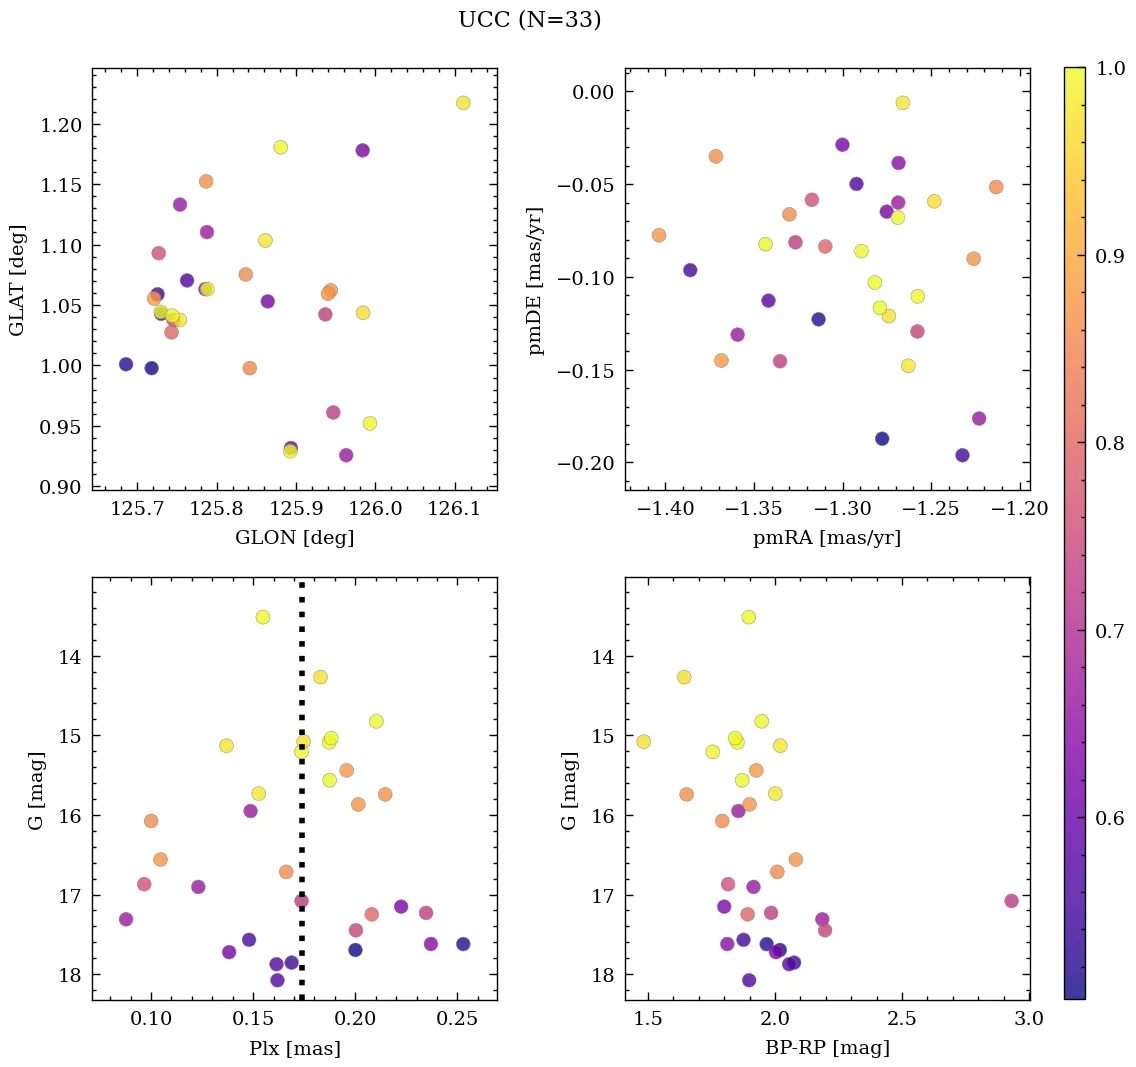 UCC (N=33)
1.20
1.15
1.10
1.05
1.00
0.95
0.90
GLAT [deg]
125.7 125.8 125.9 126.0 126.1
GLON [deg]
0.00
−0.05
−0.10
−0.15
−0.20
pmDE [mas/yr]
−1.40 −1.35 −1.30 −1.25 −1.20
pmRA [mas/yr]
14
15
16
17
18
G [mag]
0.10 0.15 0.20 0.25
Plx [mas]
14
15
16
17
18
G [mag]
1.5 2.0 2.5 3.0
BP-RP [mag]
1.0
0.9
0.8
0.7
0.6